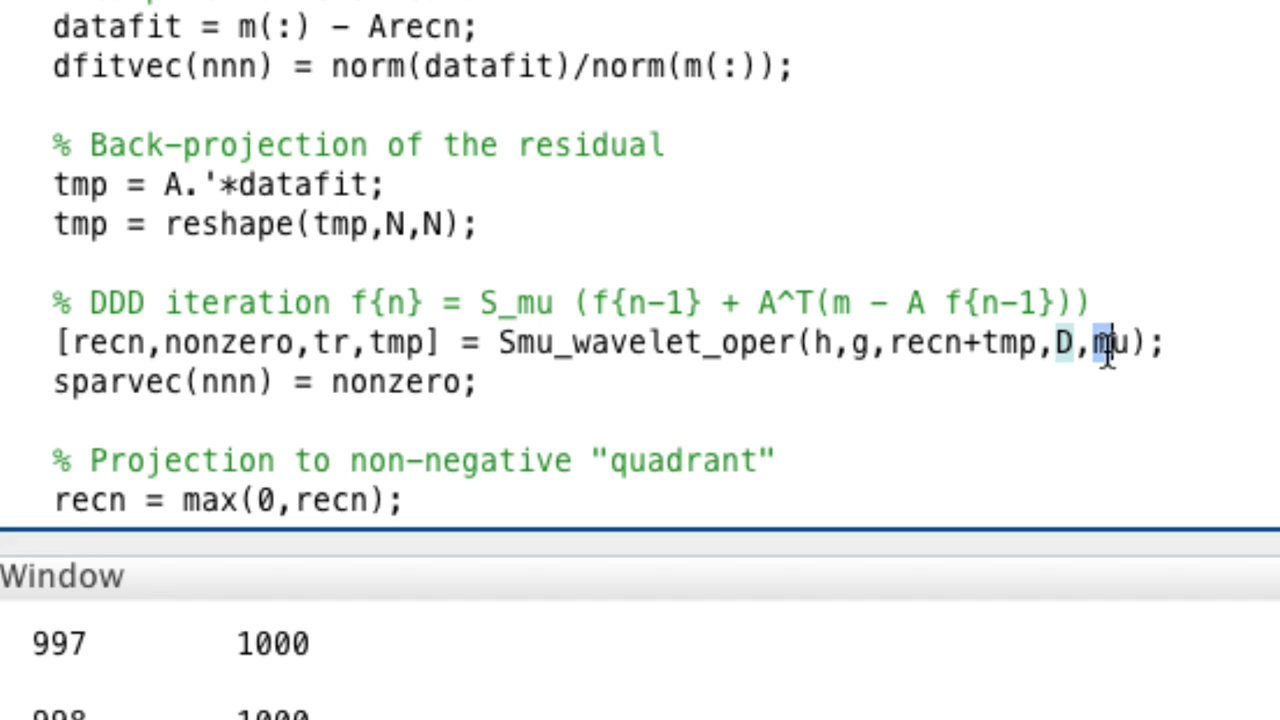 datafit = m(:) - Arecn;
dfitvec(nnn) = norm(datafit)/norm(m(:));
% Back-projection of the residual
tmp = A.'*datafit;
tmp = reshape(tmp,N,N);
% DDD iteration f{n} = S_mu (f{n-1} + A^T(m - A f{n-1}))
[recn,nonzero,tr,tmp] = Smu_wavelet_oper(h,g,recn+tmp,D,mu);
sparvec(nnn) = nonzero;
% Projection to non-negative "quadrant"
recn = max(0,recn);
Window
997 1000
998 1000